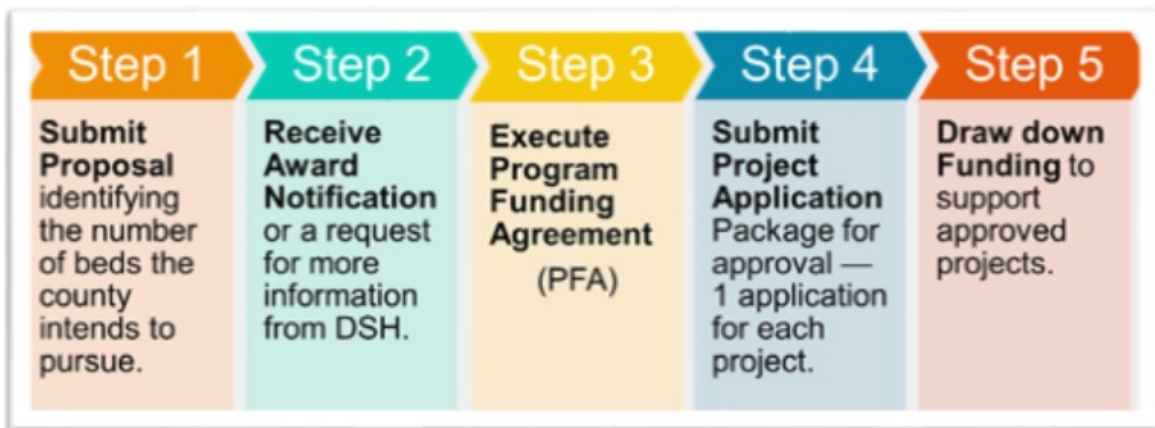 Step 1
Submit
Proposal
identifying
the number
of beds the
county
intends to
pursue.
Step 2
Receive
Award
Notification
or a request
for more
information
from DSH.
Step 3
Execute
Program
Funding
Agreement
(PFA)
Step 4
Submit
Project
Application
Package for
approval —
1 application
for each
project.
Step 5
Draw down
Funding to
support
approved
projects.